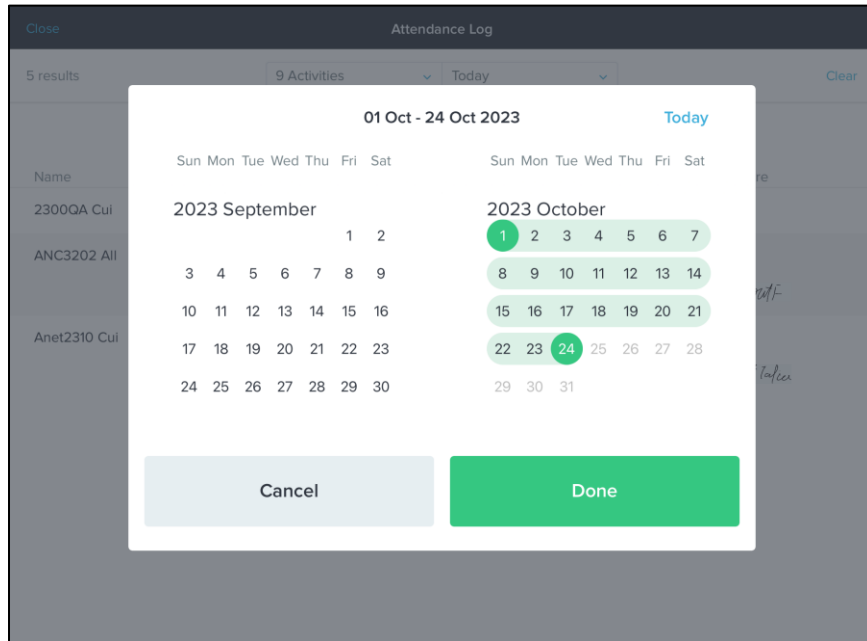 Close Attendance Log
5 results 9 Activities Today Clear
01 Oct - 24 Oct 2023 Today
Sun Mon Tue Wed Thu Fri Sat Sun Mon Tue Wed Thu Fri Sat
Name re
2300QA Cui 2023 September 2023 October
1 2 1 2 3 4 5 6 7
ANC3202 All
3 4 5 6 7 8 9 8 9 10 11 12 13 14
10 11 12 13 14 15 16 15 16 17 18 19 20 21
Anet2310 Cui
17 18 19 20 21 22 23 22 23 24 25 26 27 28
24 25 26 27 28 29 30 29 30 31
Cancel Done